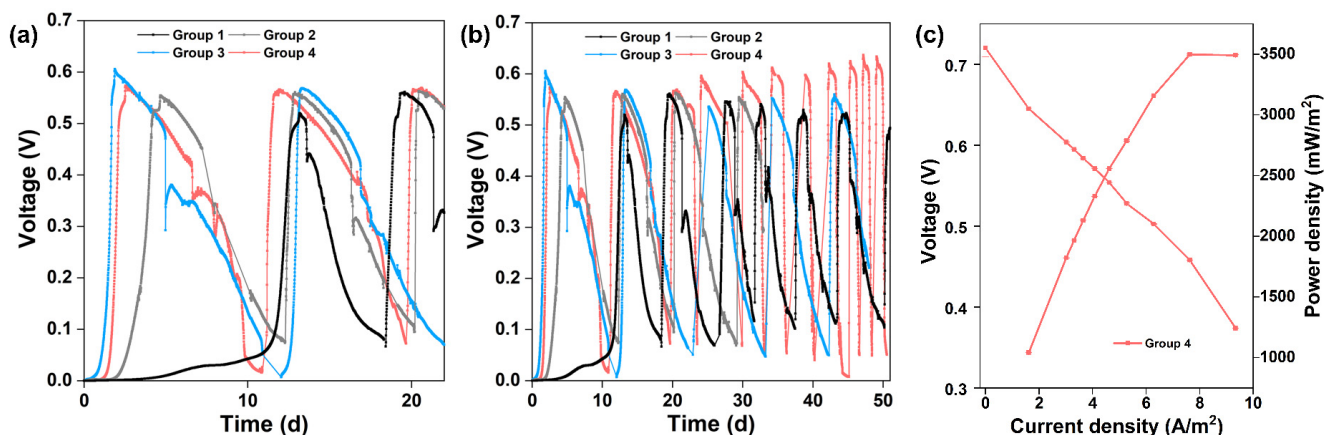 (a)
0.7
0.6
0.5
0.4
0.3
0.2
0.1
0.0
Voltage (V)
Group 1 Group 2
Group 3 Group 4
0 10 20
Time (d)
(b)
0.7
0.6
0.5
0.4
0.3
0.2
0.1
0.0
Voltage (V)
Group 1 Group 2
Group 3 Group 4
0 10 20 30 40 50
Time (d)
(c)
0.7
0.6
0.5
0.4
0.3
Voltage (V)
Group 4
0 2 4 6 8 10
Current density (A/m²)
3500
3000
2500
2000
1500
1000
Power density (mW/m²)